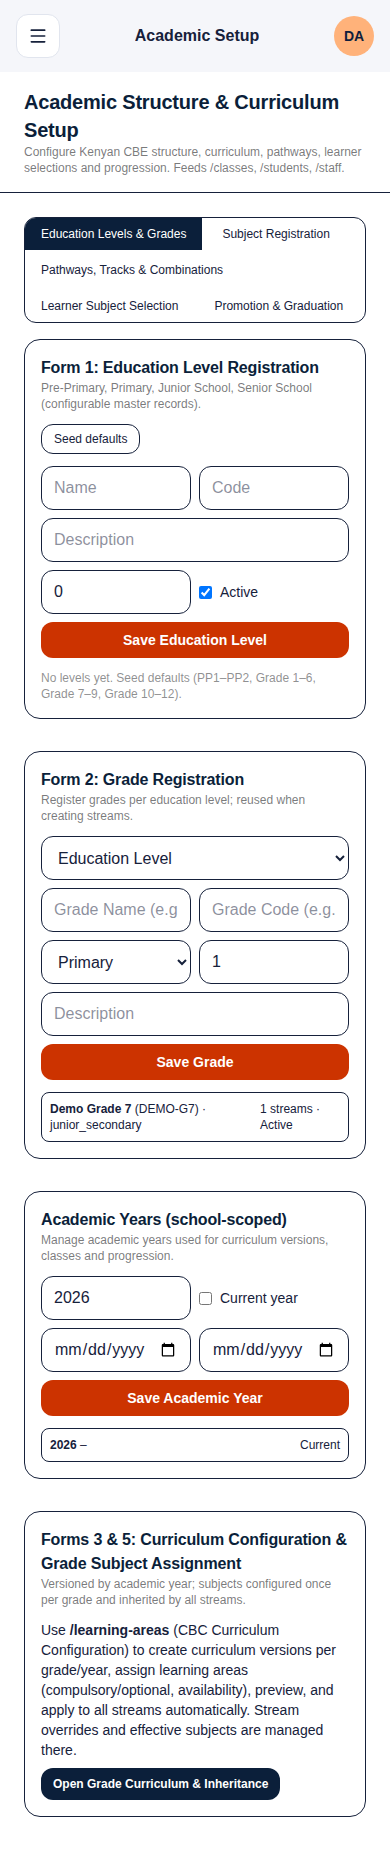 Academic Setup
DA
Academic Structure & Curriculum
Setup
Configure Kenyan CBE structure, curriculum, pathways, learner
selections and progression. Feeds /classes, /students, /staff.
Education Levels & Grades
Subject Registration
Pathways, Tracks & Combinations
Learner Subject Selection
Promotion & Graduation
Form 1: Education Level Registration
Pre-Primary, Primary, Junior School, Senior School
(configurable master records).
Seed defaults
Name
Code
Description
0
Active
Save Education Level
No levels yet. Seed defaults (PP1–PP2, Grade 1–6,
Grade 7–9, Grade 10–12).
Form 2: Grade Registration
Register grades per education level; reused when
creating streams.
Education Level
Grade Name (e.g
Grade Code (e.g.
Primary
1
Description
Save Grade
Demo Grade 7 (DEMO-G7) ·
junior_secondary
1 streams ·
Active
Academic Years (school-scoped)
Manage academic years used for curriculum versions,
classes and progression.
2026
Current year
mm/dd/yyyy
mm/dd/yyyy
Save Academic Year
2026 –
Current
Forms 3 & 5: Curriculum Configuration &
Grade Subject Assignment
Versioned by academic year; subjects configured once
per grade and inherited by all streams.
Use /learning-areas (CBC Curriculum
Configuration) to create curriculum versions per
grade/year, assign learning areas
(compulsory/optional, availability), preview, and
apply to all streams automatically. Stream
overrides and effective subjects are managed
there.
Open Grade Curriculum & Inheritance